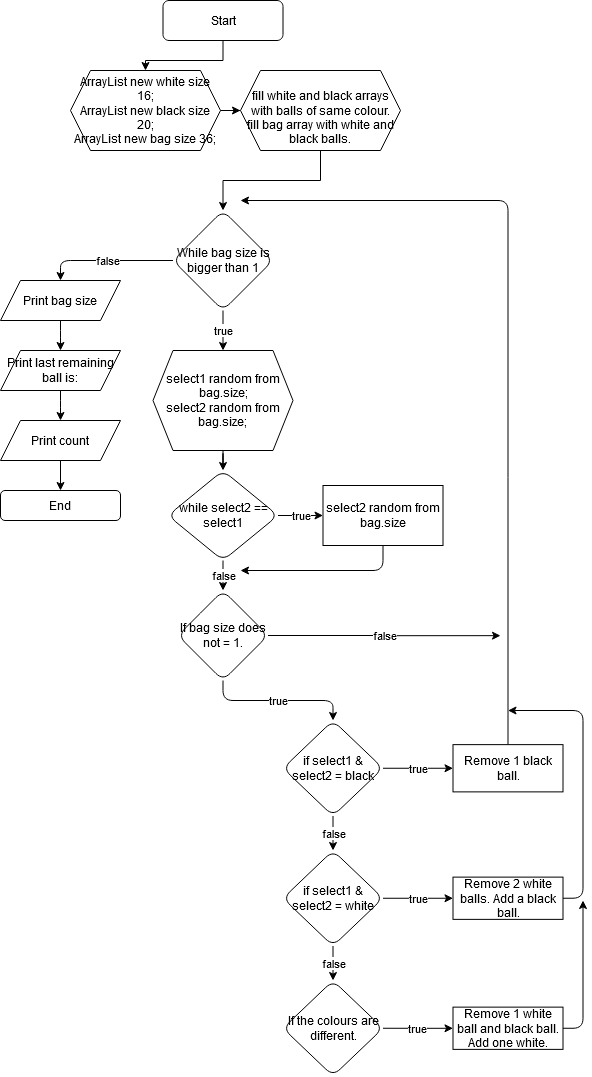 Start
ArrayList new white size
16;
ArrayList new black size
20;
ArrayList new bag size 36;
fill white and black arrays
with balls of same colour.
fill bag array with white and
black balls.
While bag size is
bigger than 1
false
Print bag size
true
Print last remaining
ball is:
select1 random from
bag.size;
select2 random from
bag.size;
Print count
End
while select2 ==
select1
true
select2 random from
bag.size
false
If bag size does
not = 1.
false
true
if select1 &
select2 = black
true
Remove 1 black
ball.
false
if select1 &
select2 = white
true
Remove 2 white
balls. Add a black
ball.
false
If the colours are
different.
true
Remove 1 white
ball and black ball.
Add one white.